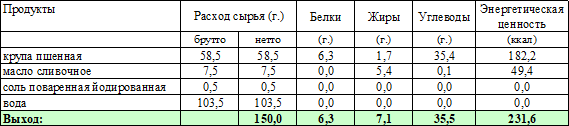 Продукты Расход сырья (г.) Белки Жиры Углеводы Энергетическая ценность
брутто нетто (г.) (г.) (г.) (ккал)
крупа пшенная 58,5 58,5 6,3 1,7 35,4 182,2
масло сливочное 7,5 7,5 0,0 5,4 0,1 49,4
соль поваренная йодированная 0,5 0,5 0,0 0,0 0,0 0,0
вода 103,5 103,5 0,0 0,0 0,0 0,0
Выход: 150,0 6,3 7,1 35,5 231,6